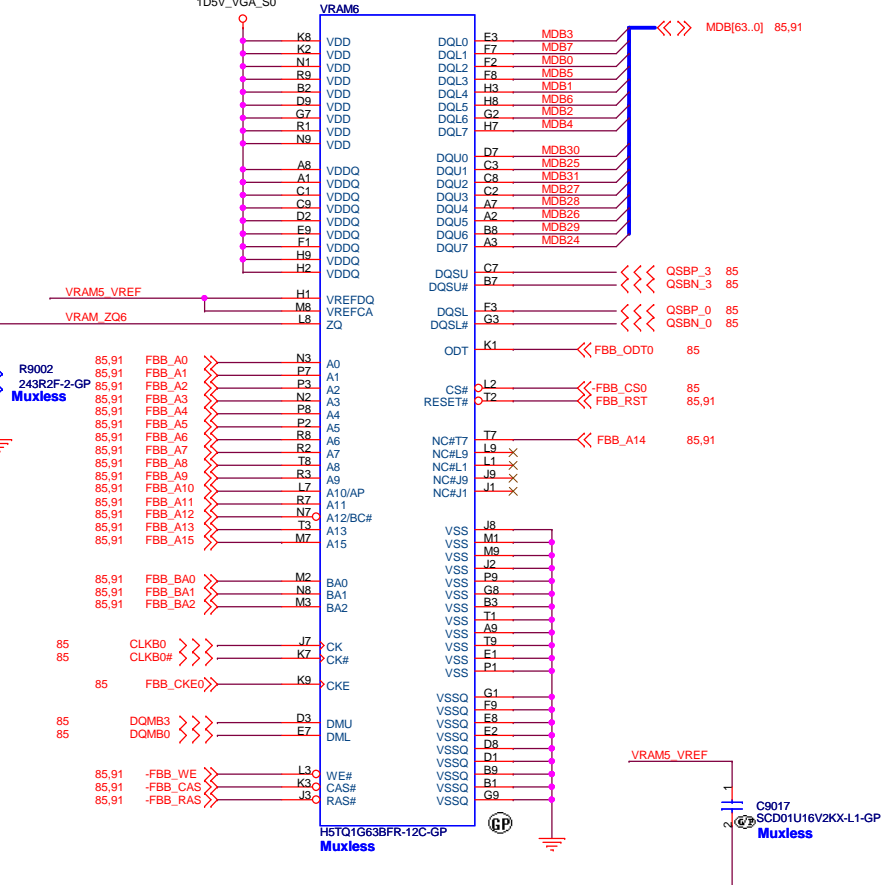 1D5V_VGA_S0
VRAM6
K8 VDD DQL0 E3 MDB3 MDB[63..0] 85,91
K2 VDD DQL1 F7 MDB7
N1 VDD DQL2 F2 MDB0
R9 VDD DQL3 F8 MDB5
B2 VDD DQL4 H3 MDB1
D9 VDD DQL5 H8 MDB6
G7 VDD DQL6 G2 MDB2
R1 VDD DQL7 H7 MDB4
N9 VDD
DQU0 D7 MDB30
A8 VDDQ DQU1 C3 MDB25
A1 VDDQ DQU2 C8 MDB31
C1 VDDQ DQU3 C2 MDB27
C9 VDDQ DQU4 A7 MDB28
D2 VDDQ DQU5 A2 MDB26
E9 VDDQ DQU6 B8 MDB29
F1 VDDQ DQU7 A3 MDB24
H9 VDDQ
H2 VDDQ DQSU C7 QSBP_3 85
DQSU# B7 QSBN_3 85
VRAM5_VREF H1 VREFDQ
M8 VREFCA DQSL F3 QSBP_0 85
VRAM_ZQ6 L8 ZQ DQSL# G3 QSBN_0 85
ODT K1 FBB_ODT0 85
85,91 FBB_A0 N3 A0
R9002
85,91 FBB_A1 P7 A1
243R2F-2-GP
85,91 FBB_A2 P3 A2 CS# L2 -FBB_CS0 85
Muxless
85,91 FBB_A3 N2 A3 RESET# T2 FBB_RST 85,91
85,91 FBB_A4 P8 A4
85,91 FBB_A5 P2 A5
85,91 FBB_A6 R8 A6 NC#T7 T7 FBB_A14 85,91
85,91 FBB_A7 R2 A7 NC#L9 L9
85,91 FBB_A8 T8 A8 NC#L1 L1
85,91 FBB_A9 R3 A9 NC#J9 J9
85,91 FBB_A10 L7 A10/AP NC#J1 J1
85,91 FBB_A11 R7 A11
85,91 FBB_A12 N7 A12/BC#
85,91 FBB_A13 T3 A13 VSS J8
85,91 FBB_A15 M7 A15 VSS M1
VSS M9
VSS J2
85,91 FBB_BA0 M2 BA0 VSS P9
85,91 FBB_BA1 N8 BA1 VSS G8
85,91 FBB_BA2 M3 BA2 VSS B3
VSS T1
VSS A9
85 CLKB0 J7 CK VSS T9
85 CLKB0# K7 CK# VSS E1
VSS P1
85 FBB_CKE0 K9 CKE
VSSQ G1
VSSQ F9
85 DQMB3 D3 DMU VSSQ E8
85 DQMB0 E7 DML VSSQ E2
VSSQ D8
VSSQ D1 VRAM5_VREF
85,91 -FBB_WE L3 WE# VSSQ B9
85,91 -FBB_CAS K3 CAS# VSSQ B1
85,91 -FBB_RAS J3 RAS# VSSQ G9
1
C9017
2 G/P SCD01U16V2KX-L1-GP
Muxless
GP
H5TQ1G63BFR-12C-GP
Muxless